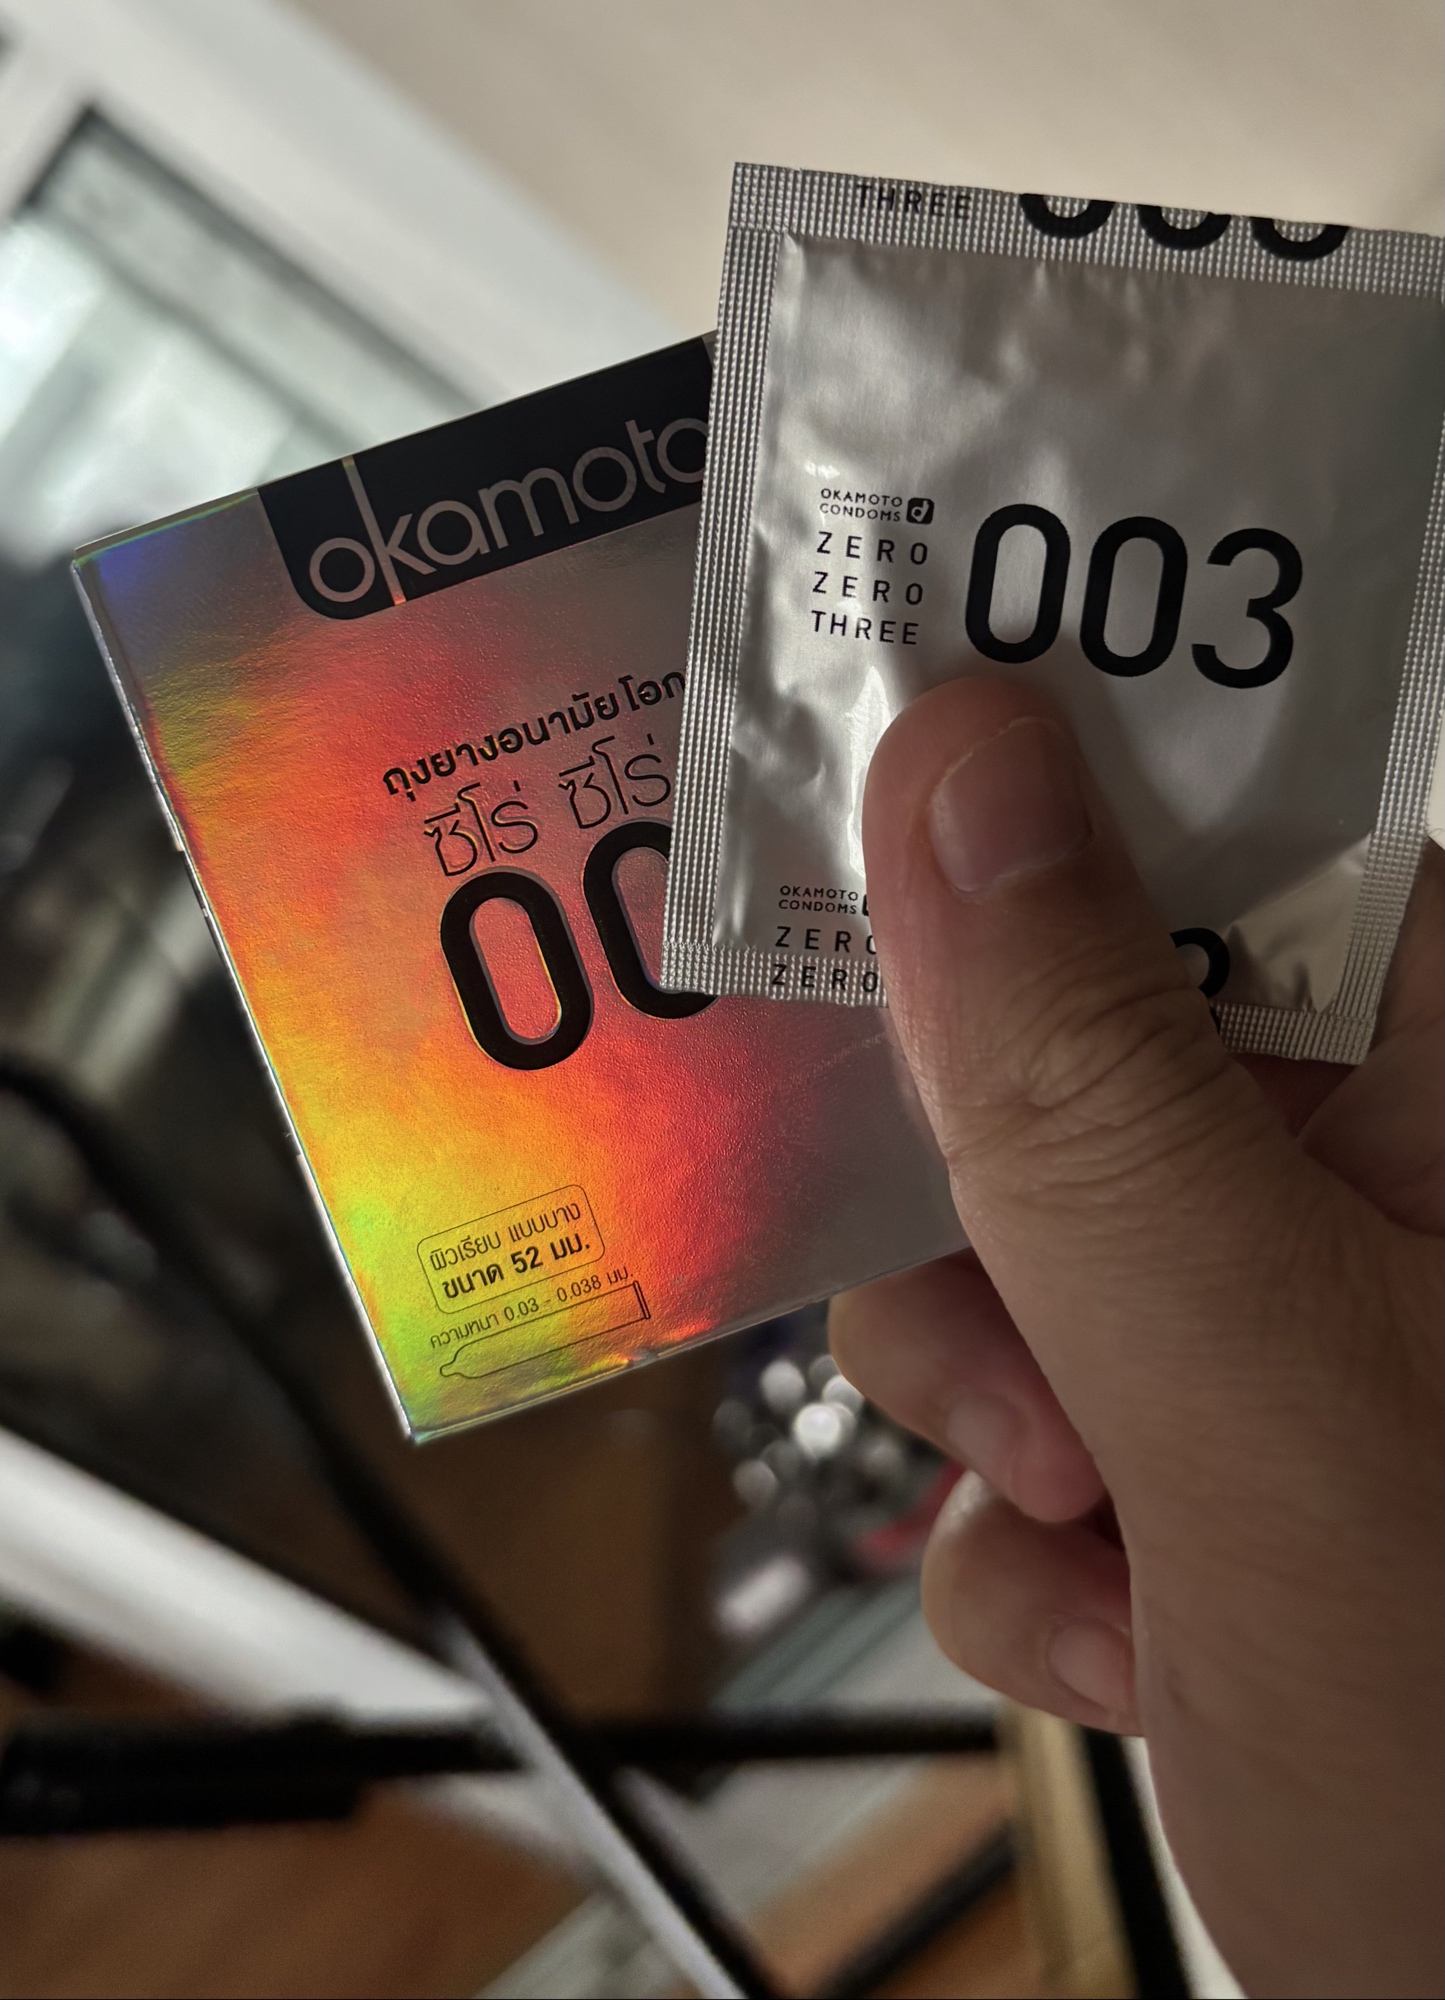 okamoto
ถุงยางอนามัย
ซีโร่ ซีโร่
00
ผิวเรียบ แบบบาง
ขนาด 52 มม.
ความหนา 0.03 - 0.038 มม.
THREE
003
OKAMOTO
CONDOMS
ZERO
ZERO
THREE
003
OKAMOTO
CONDOMS
ZERO
ZERO